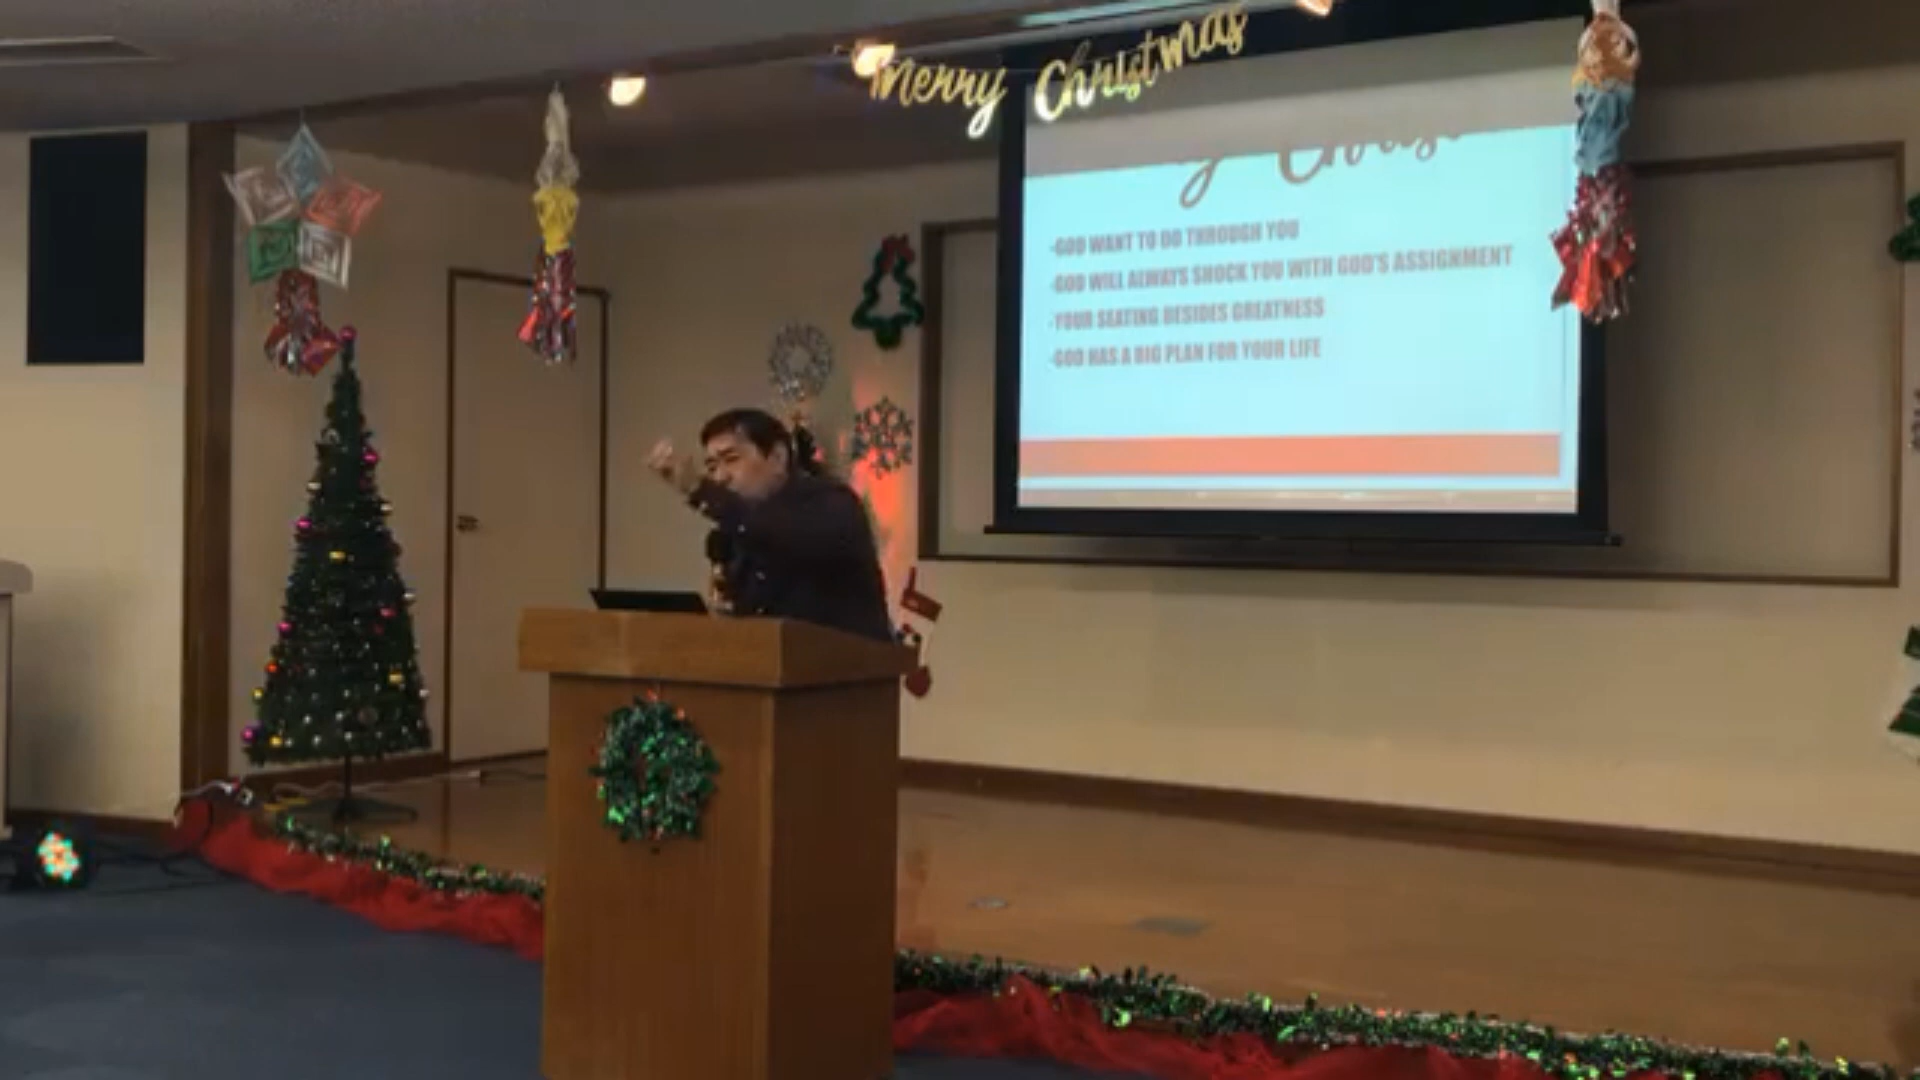 Merry Christmas
-GOD WANT TO DO THROUGH YOU
-GOD WILL ALWAYS SHOCK YOU WITH GOD'S ASSIGNMENT
-YOUR SEATING BESIDES GREATNESS
-GOD HAS A BIG PLAN FOR YOUR LIFE